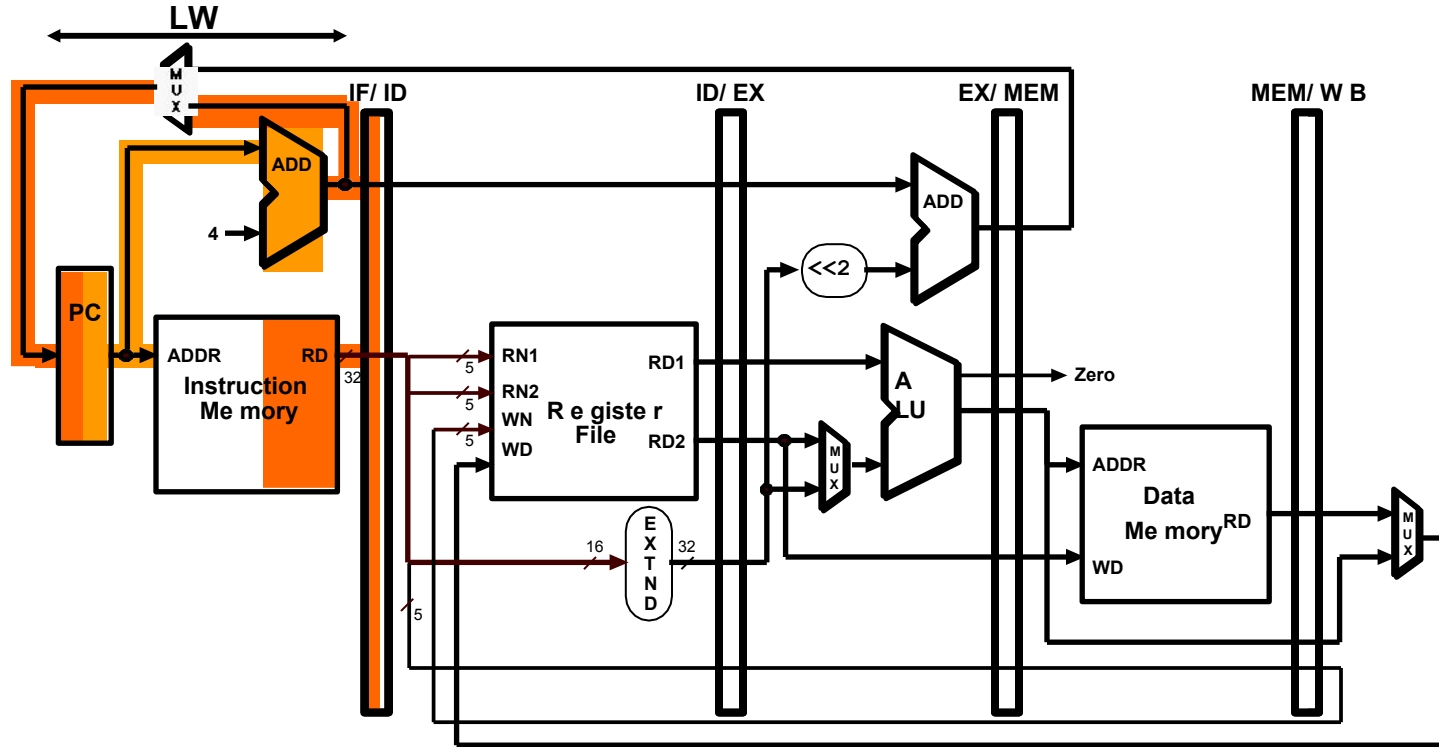 LW
M
U
X
IF/ ID
ID/ EX
EX/ MEM
MEM/ W B
ADD
4
ADD
<<2
PC
ADDR
RD
32
Instruction
Me mory
5
RN1
5
RN2
5
WN
WD
R e giste r
File
RD1
RD2
M
U
X
A
LU
Zero
ADDR
Data
Me mory
RD
WD
M
U
X
16
E
X
T
N
D
32
5